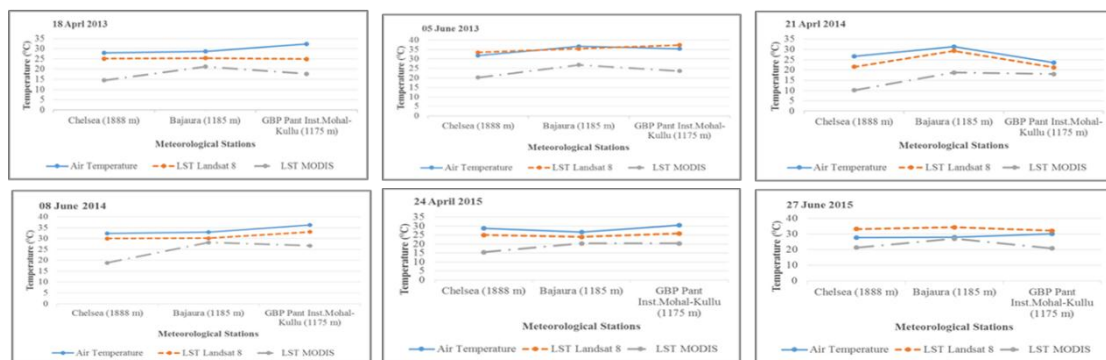 18 Aprl 2013
Temperature (°C)
35
30
25
20
15
10
5
0
Chelsea (1888 m)
Bajaura (1185 m)
GBP Pant Inst.Mohal-
Kullu (1175 m)
Meteorological Stations
Air Temperature
LST Landsat 8
LST MODIS
05 June 2013
Temperature (°C)
40
35
30
25
20
15
10
5
0
Chelsea (1888 m)
Bajaura (1185 m)
GBP Pant Inst.Mohal-
Kullu (1175 m)
Meteorological Stations
Air Temperature
LST Landsat 8
LST MODIS
21 April 2014
Temperature (°C)
35
30
25
20
15
10
5
0
Chelsea (1888 m)
Bajaura (1185 m)
GBP Pant Inst.Mohal-
Kullu (1175 m)
Meteorological Stations
Air Temperature
LST Landsat 8
LST MODIS
08 June 2014
Temperature (°C)
40
35
30
25
20
15
10
5
0
Chelsea (1888 m)
Bajaura (1185 m)
GBP Pant Inst.Mohal-
Kullu (1175 m)
Meteorological Stations
Air Temperature
LST Landsat 8
LST MODIS
24 April 2015
Temperature (°C)
35
30
25
20
15
10
5
0
Chelsea (1888 m)
Bajaura (1185 m)
GBP Pant
Inst.Mohal-Kullu
(1175 m)
Meteorological Stations
Air Temperature
LST Landsat 8
LST MODIS
27 June 2015
Temperature (°C)
40
30
20
10
0
Chelsea (1888 m)
Bajaura (1185 m)
GBP Pant
Inst.Mohal-Kullu
(1175 m)
Meteorological Stations
Air Temperature
LST Landsat 8
LST MODIS